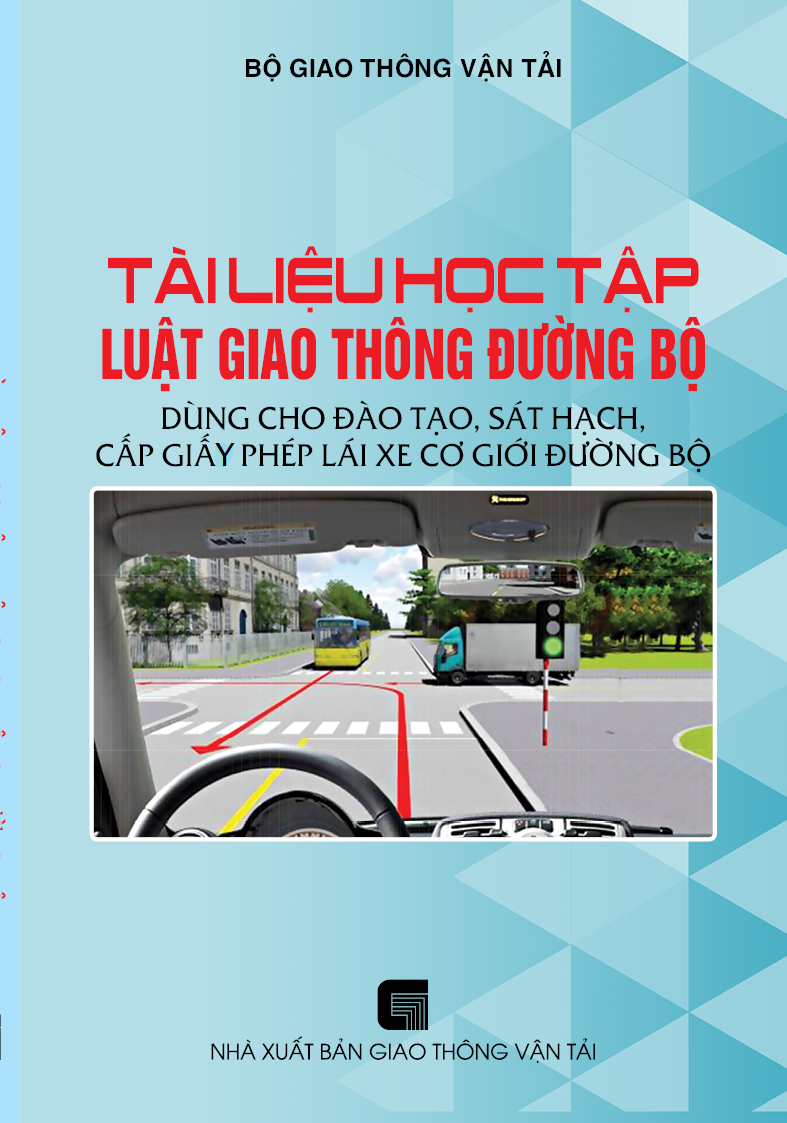 BỘ GIAO THÔNG VẬN TẢI
TÀI LIỆU HỌC TẬP
LUẬT GIAO THÔNG ĐƯỜNG BỘ
DÙNG CHO ĐÀO TẠO, SÁT HẠCH,
CẤP GIẤY PHÉP LÁI XE CƠ GIỚI ĐƯỜNG BỘ
NHÀ XUẤT BẢN GIAO THÔNG VẬN TẢI